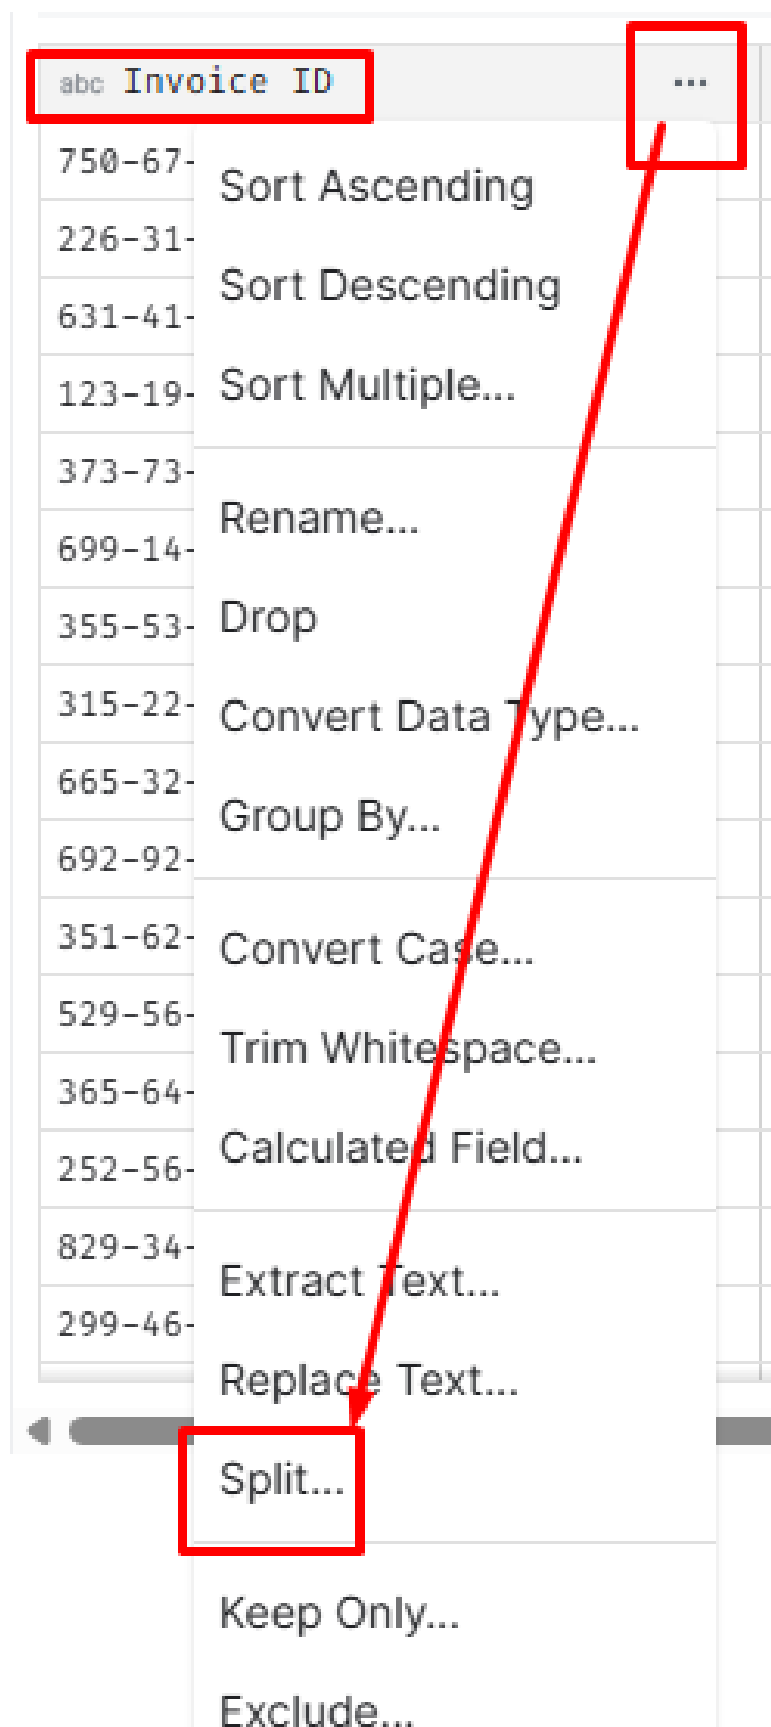 abc Invoice ID ...
750-67-
Sort Ascending
226-31-
Sort Descending
631-41-
Sort Multiple...
123-19-
373-73-
Rename...
699-14-
Drop
355-53-
315-22-
Convert Data Type...
665-32-
Group By...
692-92-
351-62-
Convert Case...
529-56-
Trim Whitespace...
365-64-
Calculated Field...
252-56-
829-34-
Extract Text...
299-46-
Replace Text...
Split...
Keep Only...
Exclude...